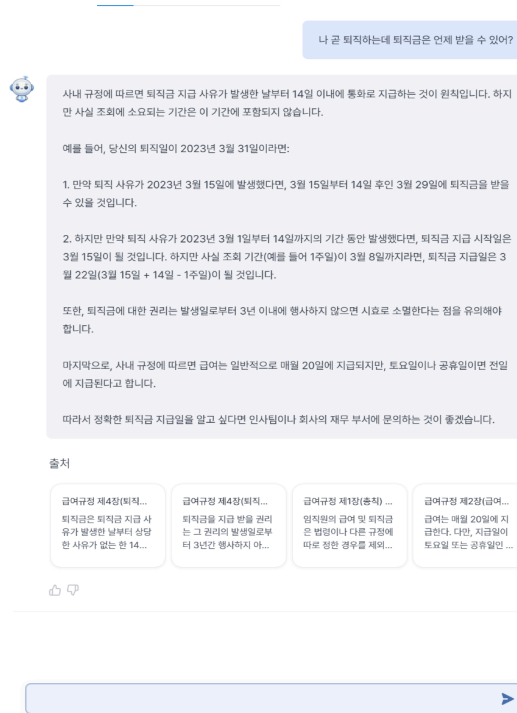 나 곧 퇴직하는데 퇴직금은 언제 받을 수 있어?
사내 규정에 따르면 퇴직금 지급 사유가 발생한 날부터 14일 이내에 통화로 지급하는 것이 원칙입니다. 하지
만 사실 조회에 소요되는 기간은 이 기간에 포함되지 않습니다.
예를 들어, 당신의 퇴직일이 2023년 3월 31일이라면:
1. 만약 퇴직 사유가 2023년 3월 15일에 발생했다면, 3월 15일부터 14일 후인 3월 29일에 퇴직금을 받을
수 있을 것입니다.
2. 하지만 만약 퇴직 사유가 2023년 3월 1일부터 14일까지의 기간 동안 발생했다면, 퇴직금 지급 시작일은
3월 15일이 될 것입니다. 하지만 사실 조회 기간(예를 들어 1주일)이 3월 8일까지라면, 퇴직금 지급일은 3
월 22일(3월 15일 + 14일 - 1주일)이 될 것입니다.
또한, 퇴직금에 대한 권리는 발생일로부터 3년 이내에 행사하지 않으면 시효로 소멸한다는 점을 유의해야
합니다.
마지막으로, 사내 규정에 따르면 급여는 일반적으로 매월 20일에 지급되지만, 토요일이나 공휴일이면 전일
에 지급된다고 합니다.
따라서 정확한 퇴직금 지급일을 알고 싶다면 인사팀이나 회사의 재무 부서에 문의하는 것이 좋겠습니다.
출처
급여규정 제4장(퇴직...
퇴직금은 퇴직금 지급 사
유가 발생한 날부터 상당
한 사유가 없는 한 14...
급여규정 제4장(퇴직...
퇴직금을 지급 받을 권리
는 그 권리의 발생일로부
터 3년간 행사하지 아...
급여규정 제1장(총칙) ...
임직원의 급여 및 퇴직금
은 법령이나 다른 규정에
따로 정한 경우를 제외...
급여규정 제2장(급여...
급여는 매월 20일에 지
급한다. 다만, 지급일이
토요일 또는 공휴일인 ...